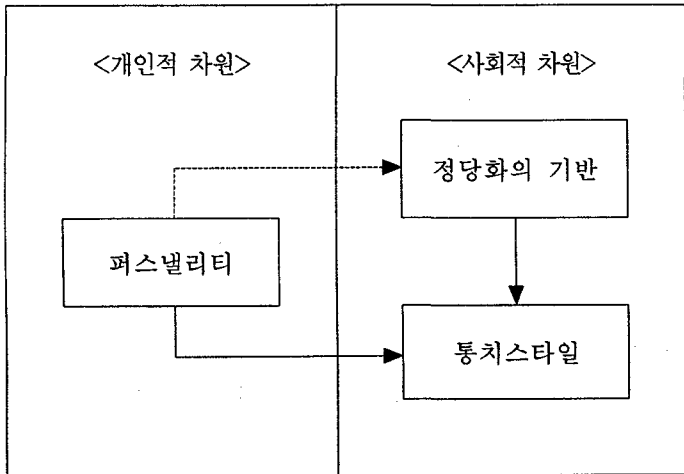 <개인적 차원>
<사회적 차원>
정당화의 기반
퍼스낼리티
통치스타일